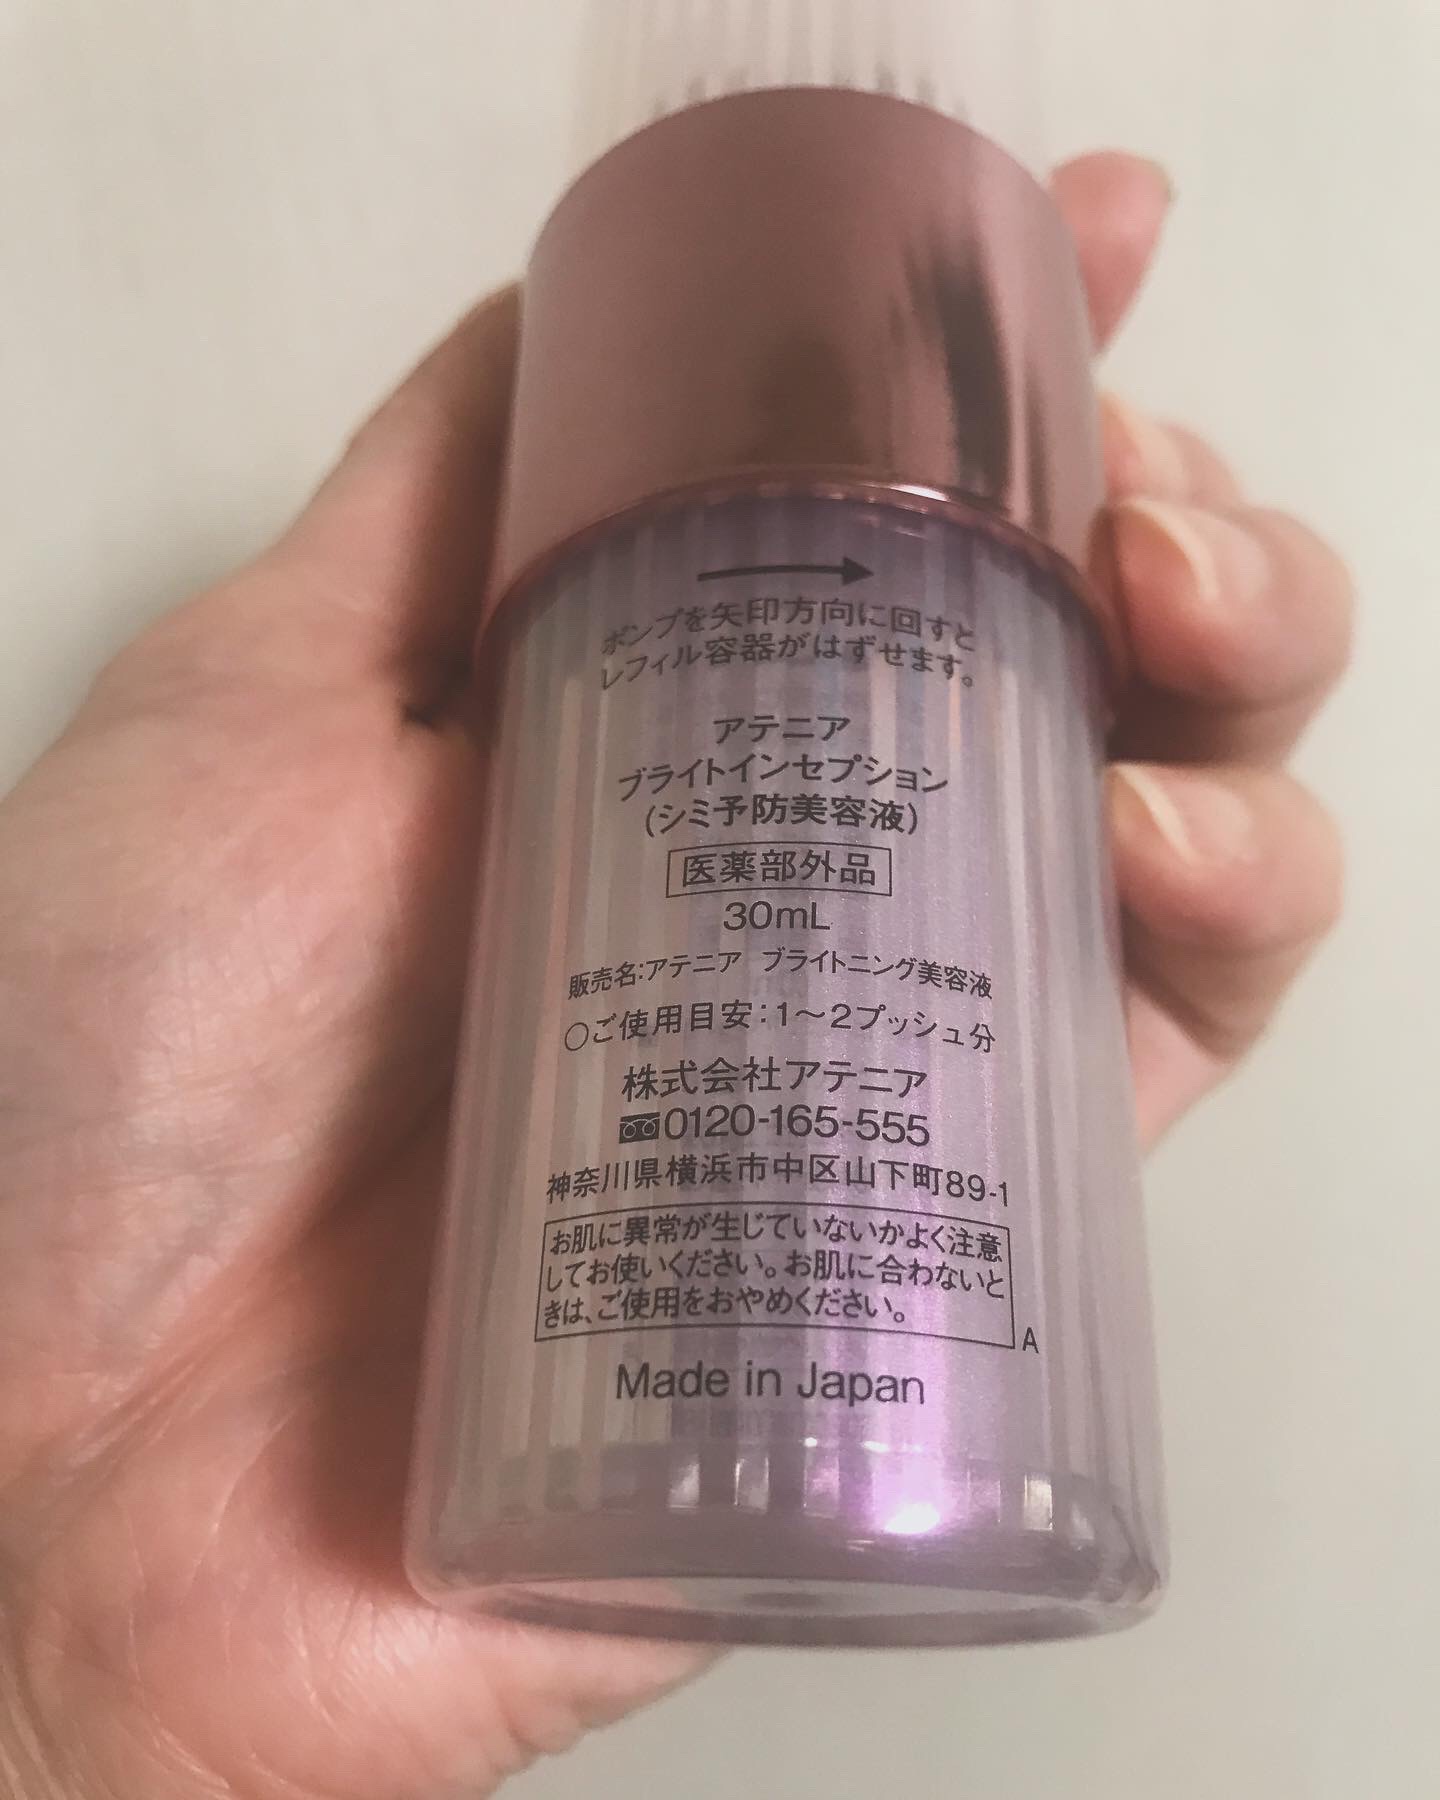 ポンプを矢印方向に回すと
レフィル容器がはずせます。
アテニア
ブライトインセプション
(シミ予防美容液)
医薬部外品
30mL
販売名:アテニア ブライトニング美容液
○ご使用目安:1～2プッシュ分
株式会社アテニア
0120-165-555
神奈川県横浜市中区山下町89-1
お肌に異常が生じていないかよく注意
してお使いください。お肌に合わないと
きは、ご使用をおやめください。
A
Made in Japan